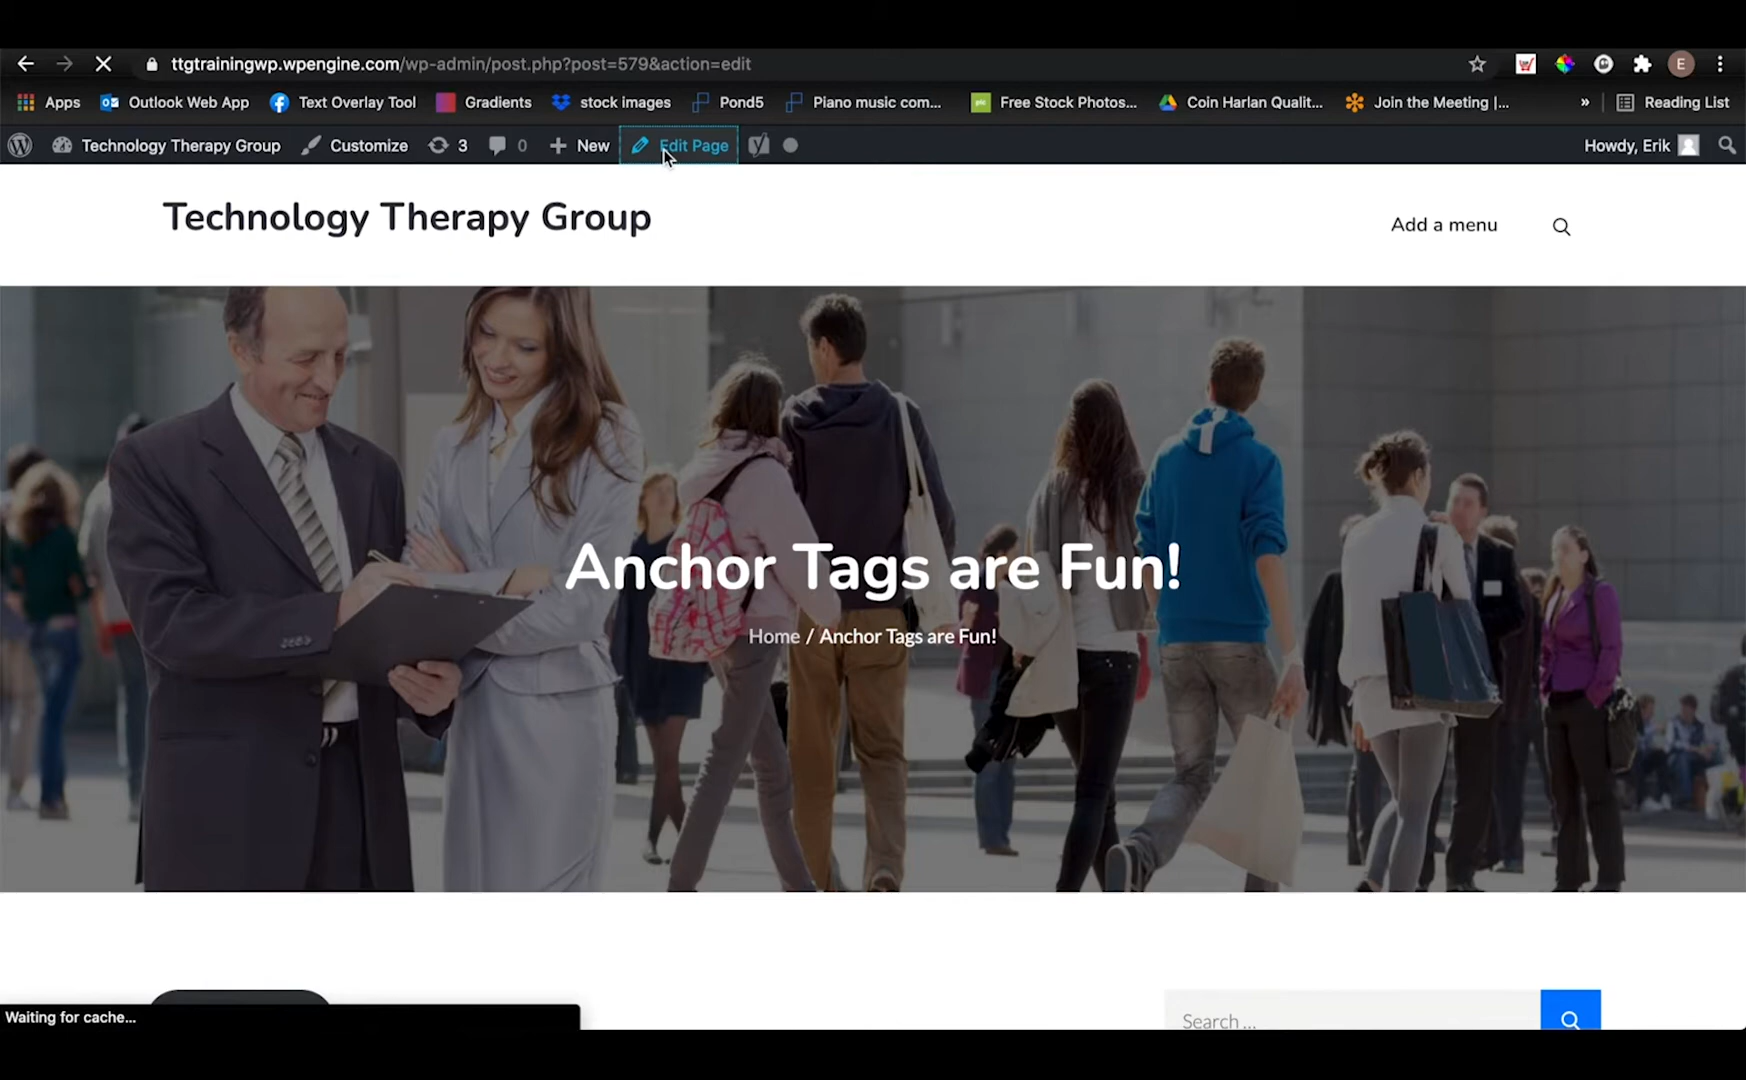 ttgtrainingwp.wpengine.com/wp-admin/post.php?post=579&action=edit E
Apps Outlook Web App Text Overlay Tool Gradients stock images Pond5 Piano music com... Free Stock Photos... Coin Harlan Qualit... Join the Meeting |... » Reading List
Technology Therapy Group Customize 3 0 New Edit Page Howdy, Erik
Technology Therapy Group
Add a menu
Anchor Tags are Fun!
Home / Anchor Tags are Fun!
Waiting for cache...
Search ...